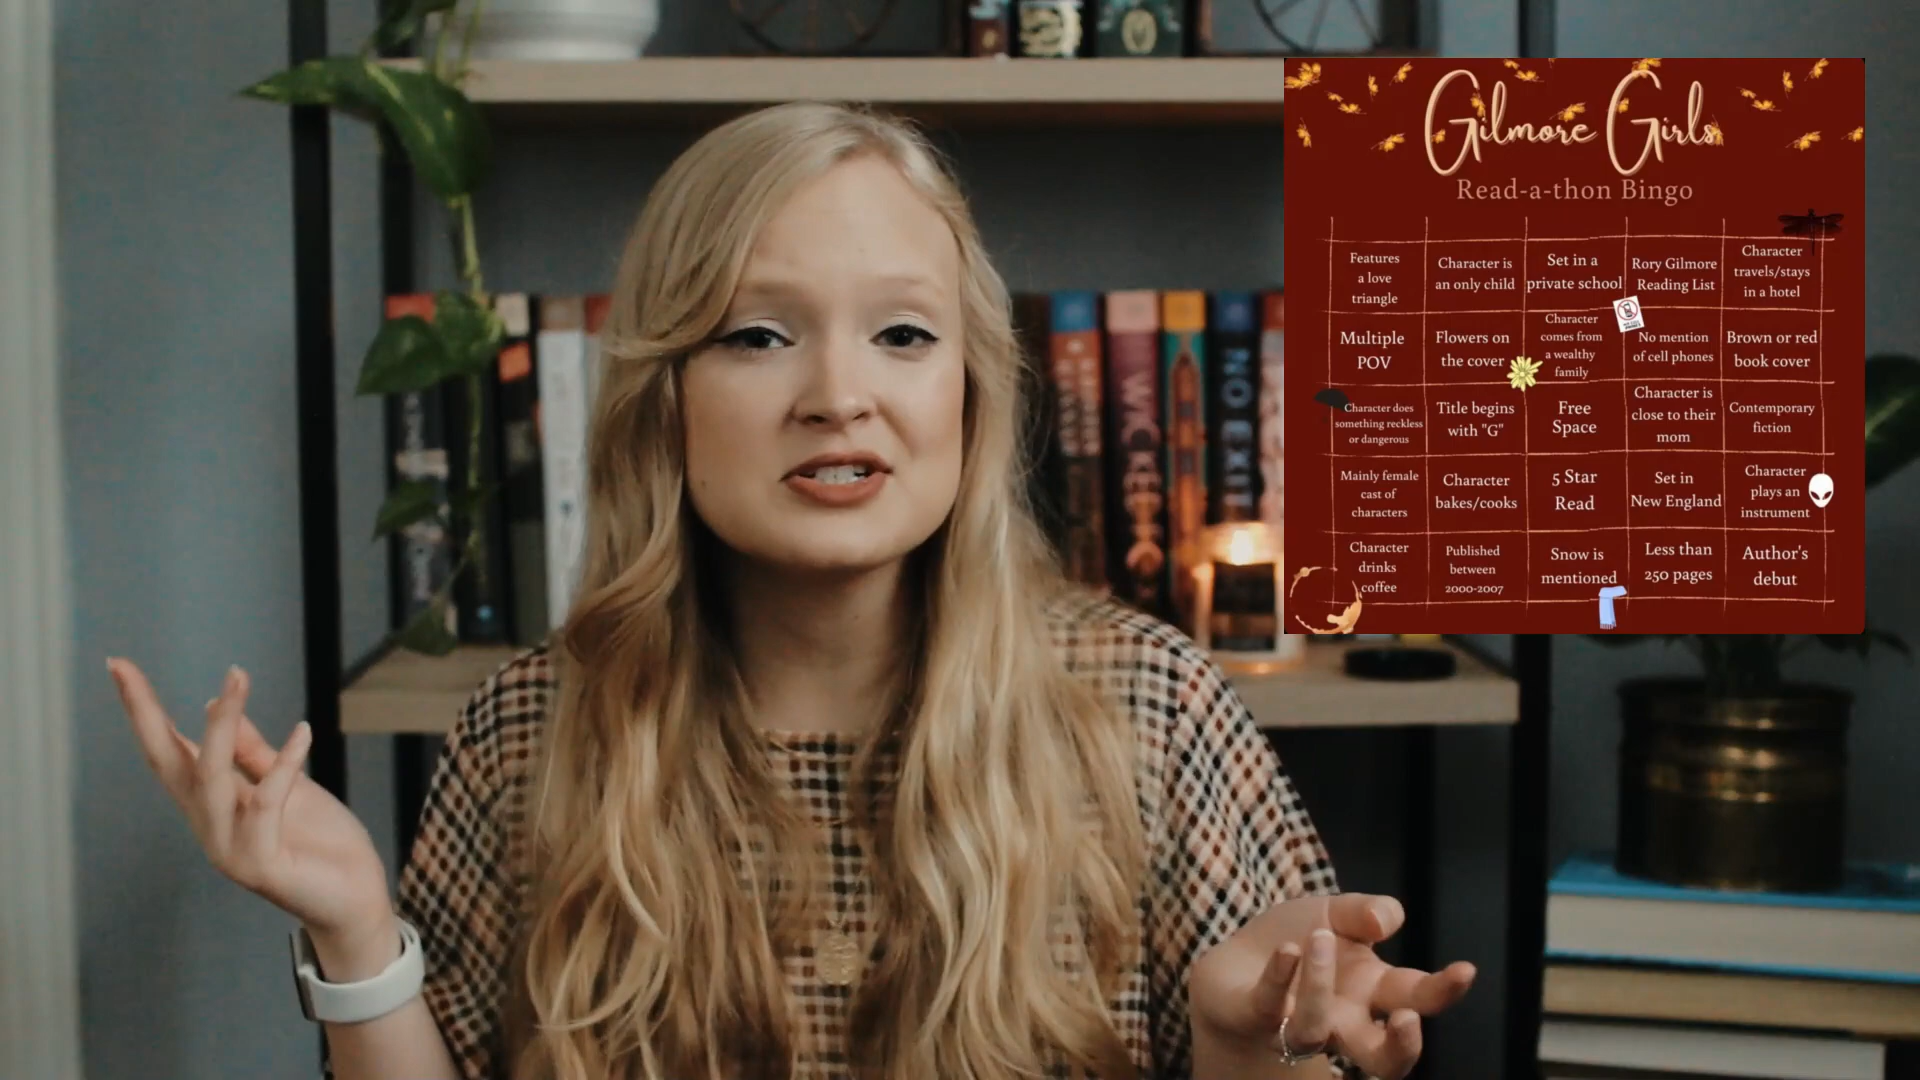 Gilmore Girls
Read-a-thon Bingo
Features
a love
triangle
Character is
an only child
Set in a
private school
Rory Gilmore
Reading List
Character
travels/stays
in a hotel
Multiple
POV
Flowers on
the cover
Character
comes from
a wealthy
family
No mention
of cell phones
Brown or red
book cover
Character does
something reckless
or dangerous
Title begins
with "G"
Free
Space
Character is
close to their
mom
Contemporary
fiction
Mainly female
cast of
characters
Character
bakes/cooks
5 Star
Read
Set in
New England
Character
plays an
instrument
Character
drinks
coffee
Published
between
2000-2007
Snow is
mentioned
Less than
250 pages
Author's
debut
WICKED
NO EXIT